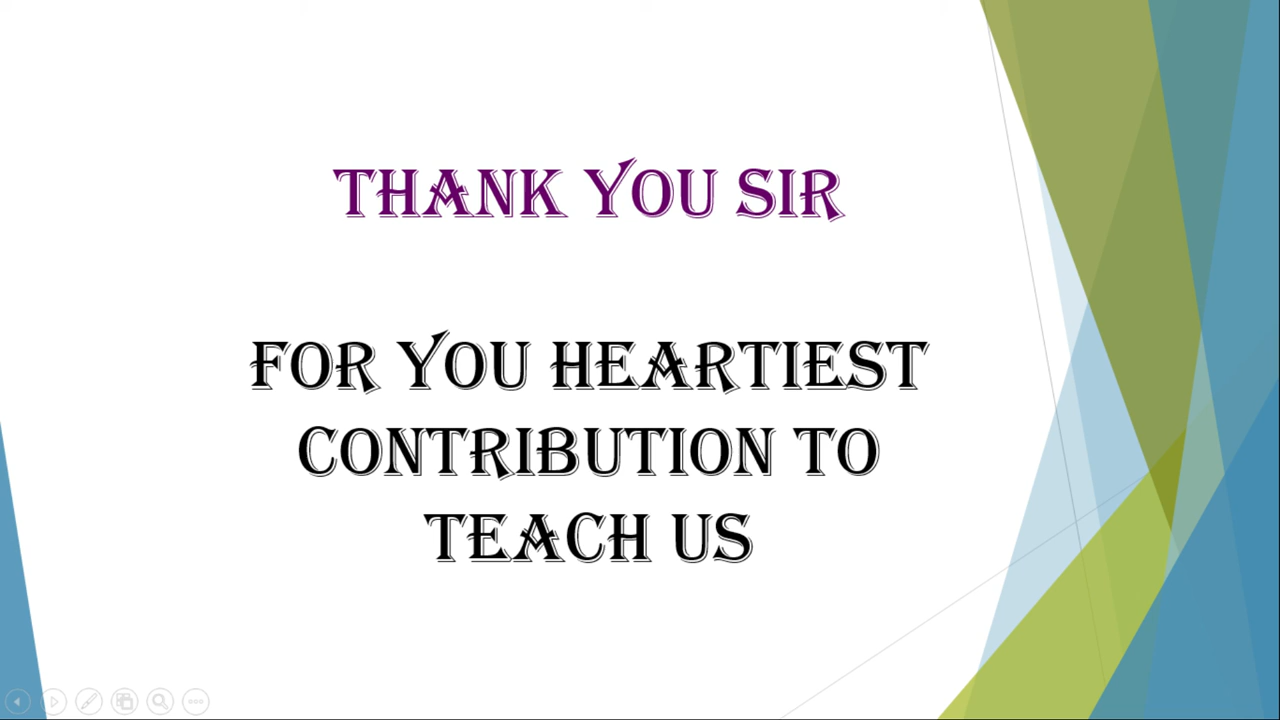 THANK YOU SIR
FOR YOU HEARTIEST
CONTRIBUTION TO
TEACH US